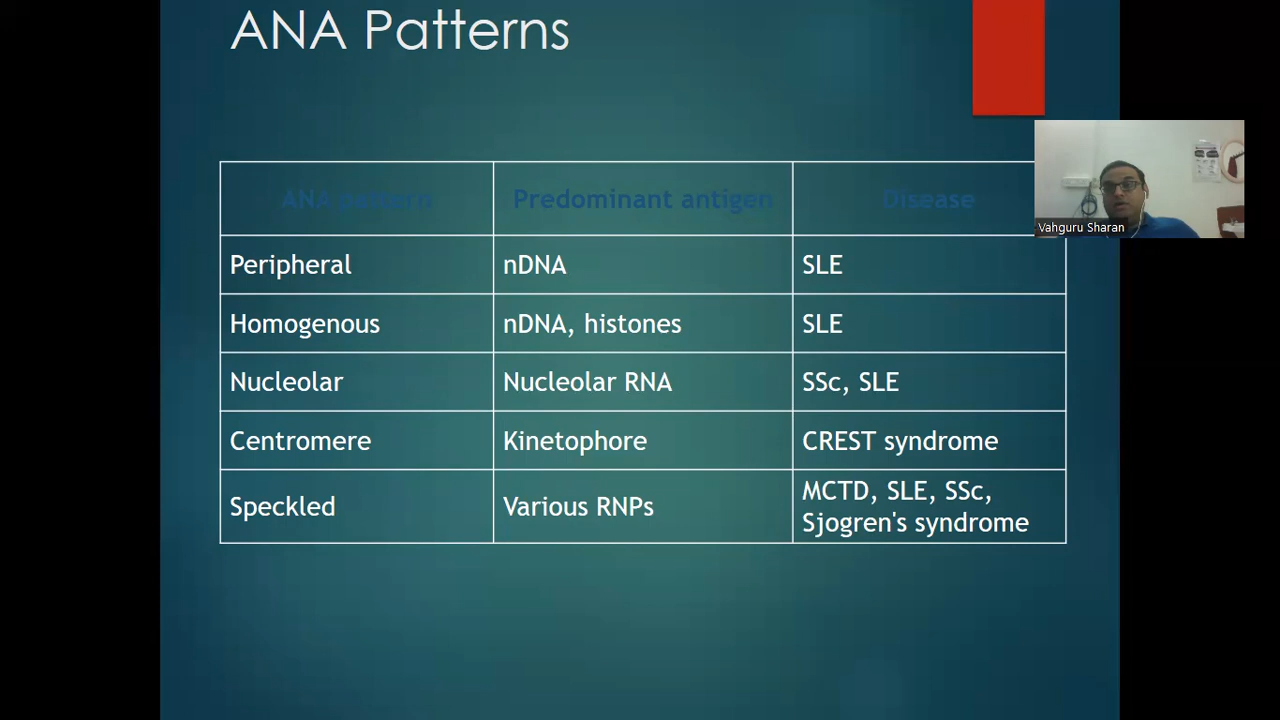 ANA Patterns
ANA pattern Predominant antigen Disease
Peripheral nDNA SLE
Homogenous nDNA, histones SLE
Nucleolar Nucleolar RNA SSc, SLE
Centromere Kinetophore CREST syndrome
Speckled Various RNPs MCTD, SLE, SSc,
Sjogren's syndrome
Vahguru Sharan